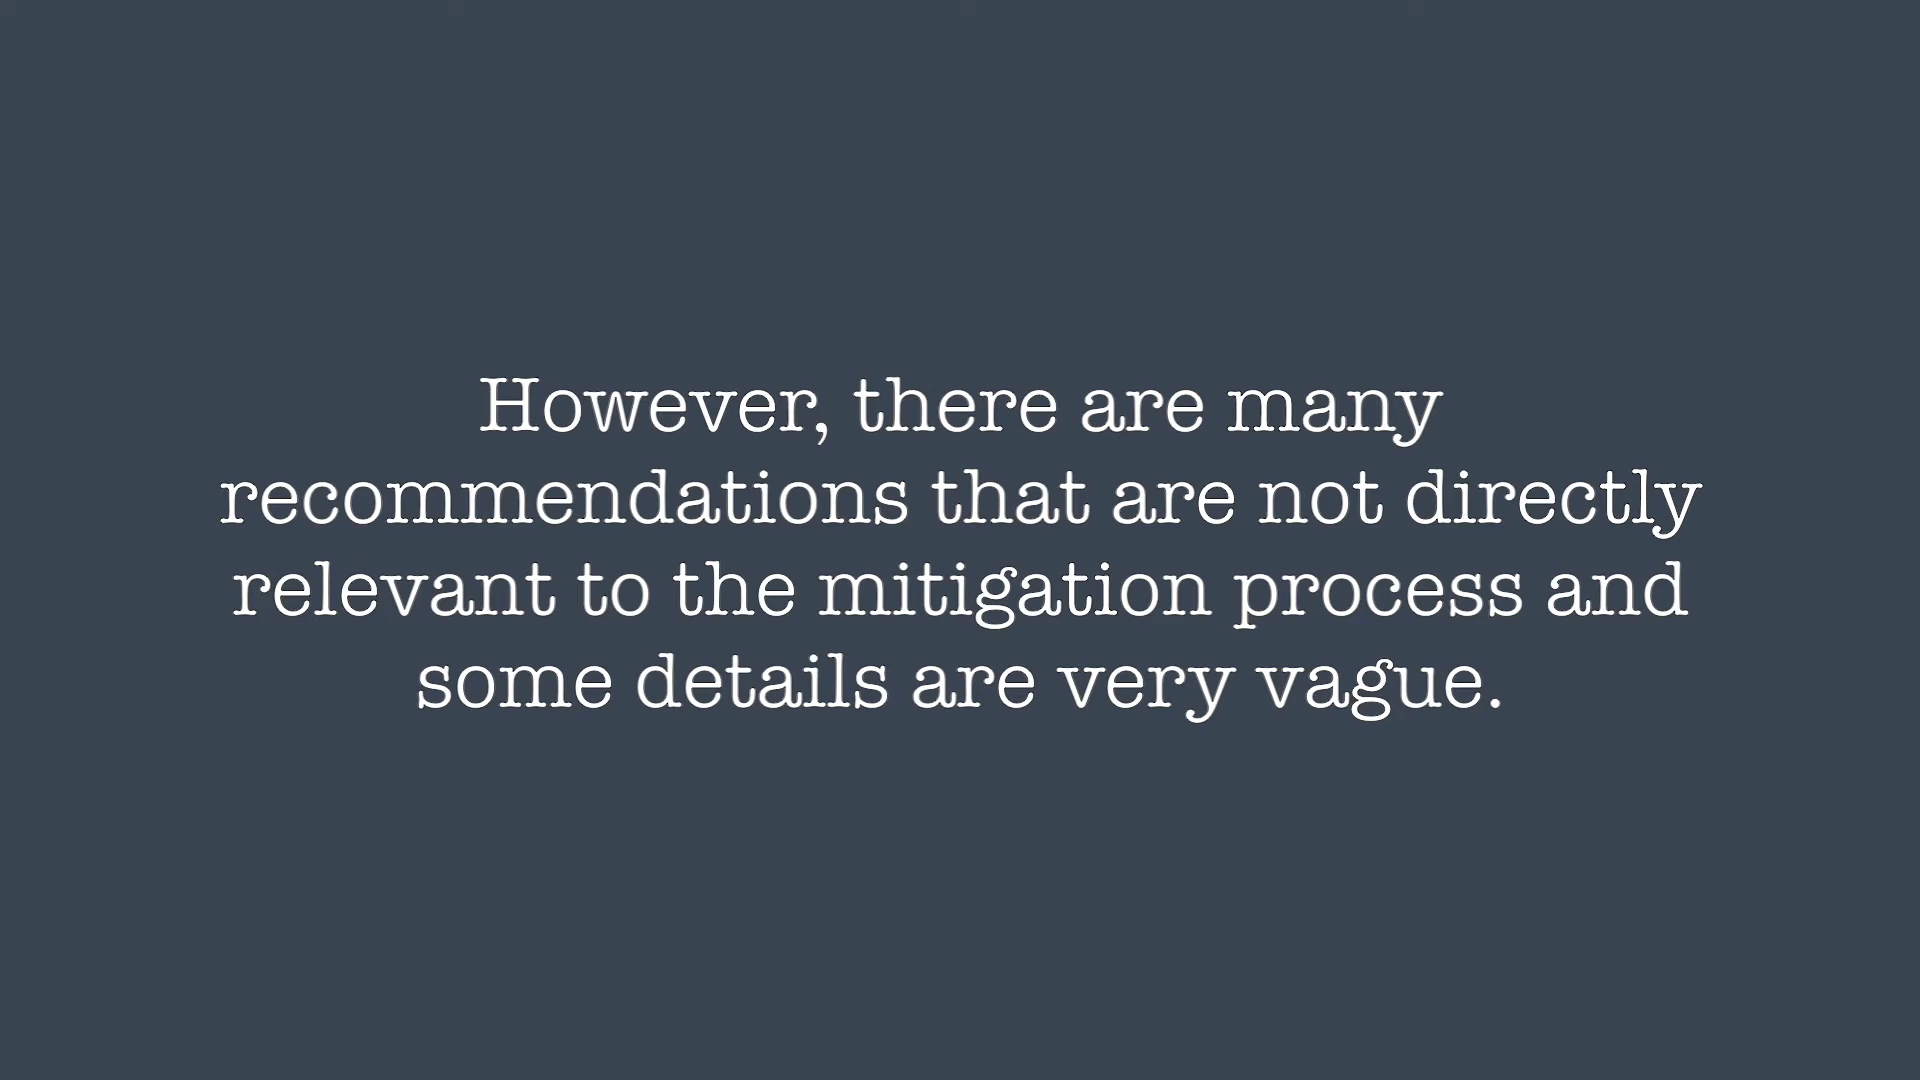 However, there are many
recommendations that are not directly
relevant to the mitigation process and
some details are very vague.